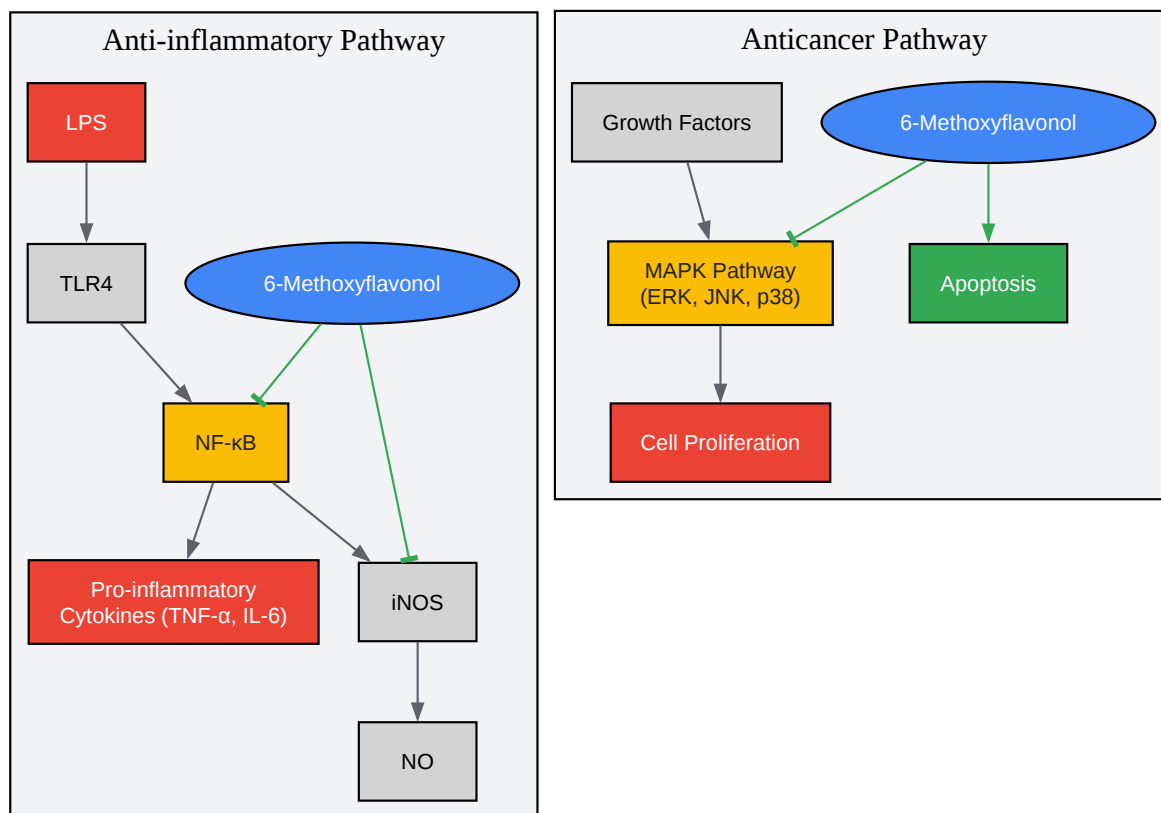 Anti-inflammatory Pathway
LPS
TLR4
6-Methoxyflavonol
NF-κB
Pro-inflammatory
Cytokines (TNF-α, IL-6)
iNOS
NO
Anticancer Pathway
Growth Factors
6-Methoxyflavonol
MAPK Pathway
(ERK, JNK, p38)
Apoptosis
Cell Proliferation